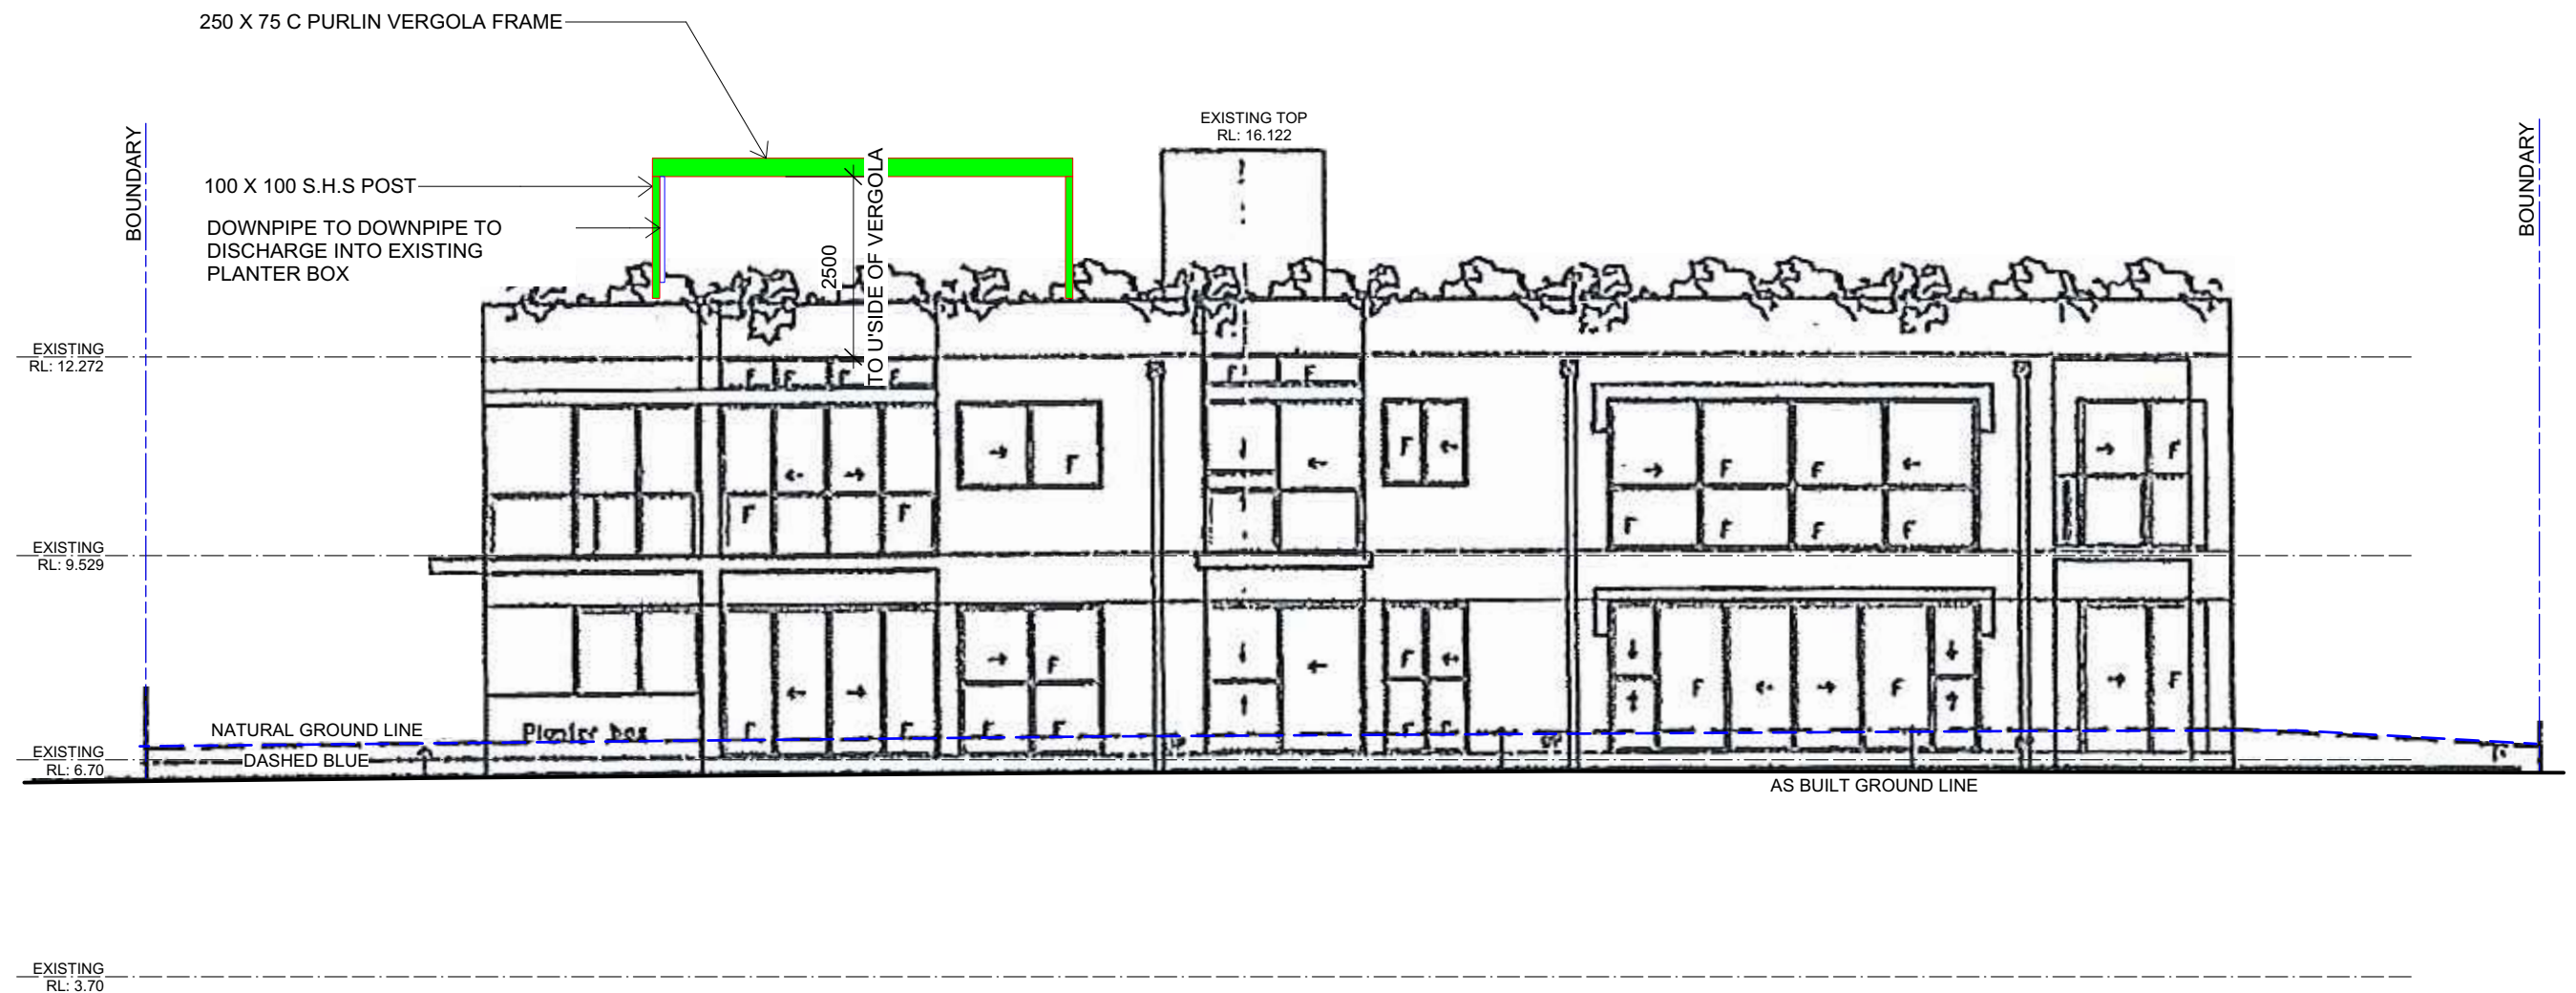 250 X 75 C PURLIN VERGOLA FRAME
EXISTING TOP
RL: 16.122
BOUNDARY
BOUNDARY
100 X 100 S.H.S POST
DOWNPIPE TO DOWNPIPE TO
DISCHARGE INTO EXISTING
PLANTER BOX
2500
TO U'SIDE OF VERGOLA
EXISTING
RL: 12.272
F F F F F F
F F F
F F F
F F F F F F
EXISTING
RL: 9.529
F F F F F
NATURAL GROUND LINE
Planter box
F F F F F F
EXISTING
RL: 6.70
DASHED BLUE
AS BUILT GROUND LINE
EXISTING
RL: 3.70